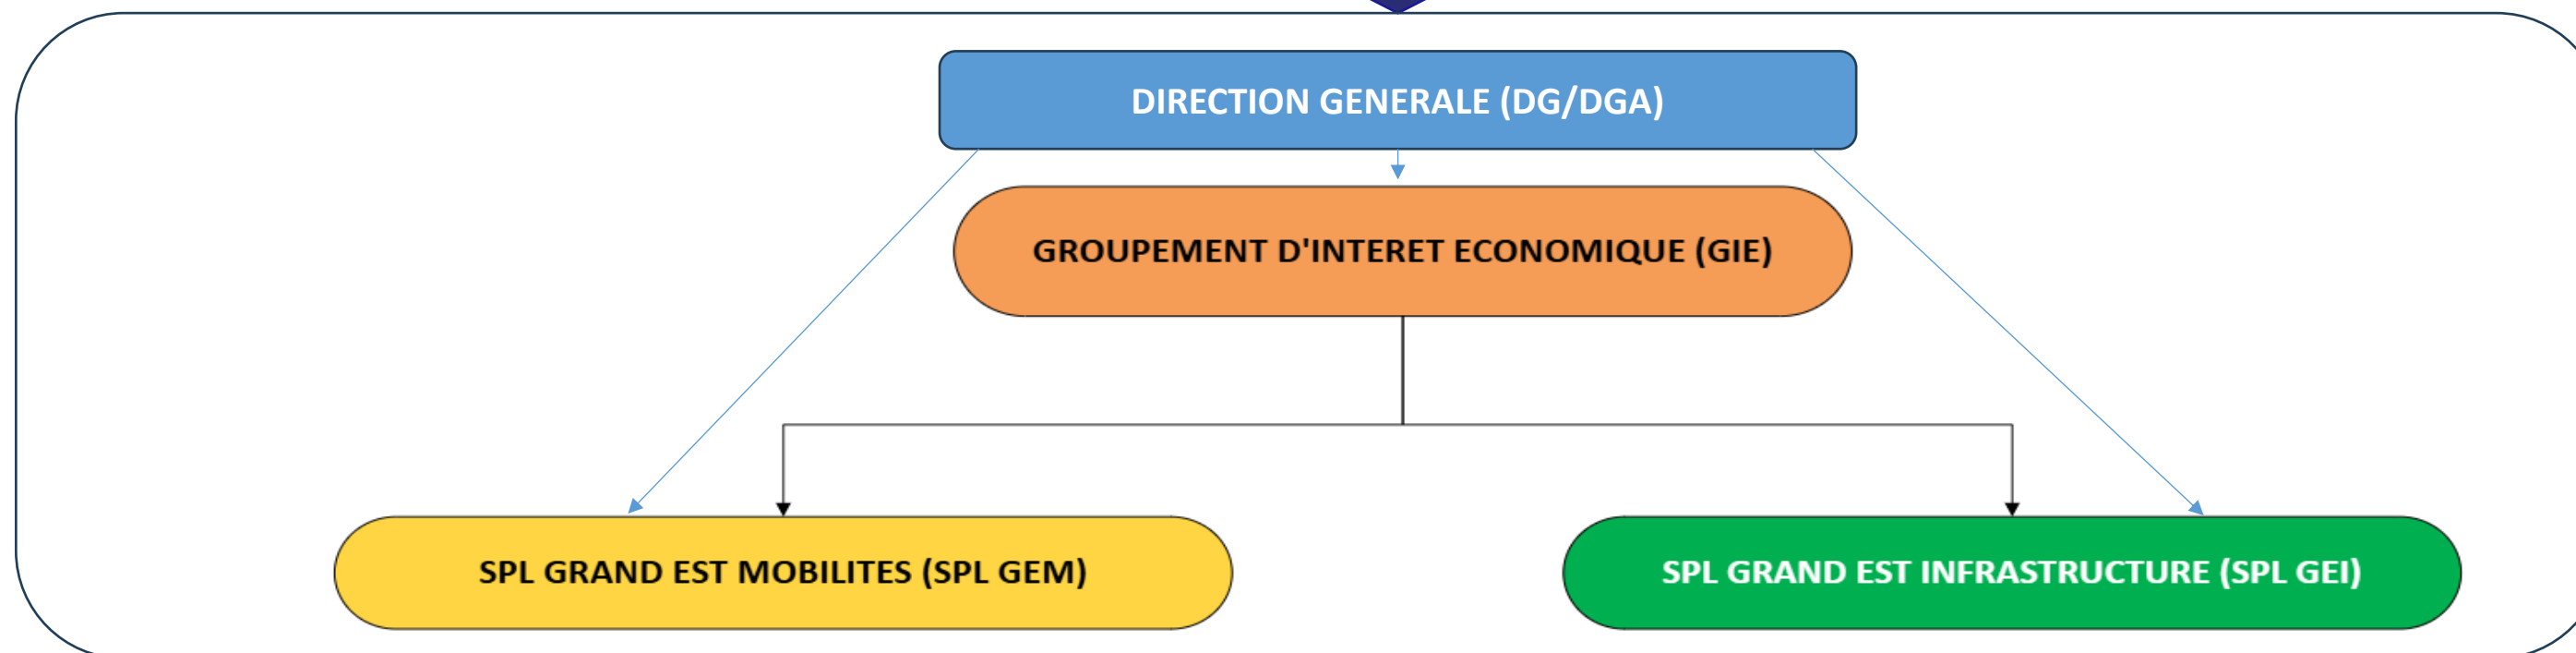 DIRECTION GENERALE (DG/DGA)
GROUPEMENT D'INTERET ECONOMIQUE (GIE)
SPL GRAND EST MOBILITES (SPL GEM)
SPL GRAND EST INFRASTRUCTURE (SPL GEI)